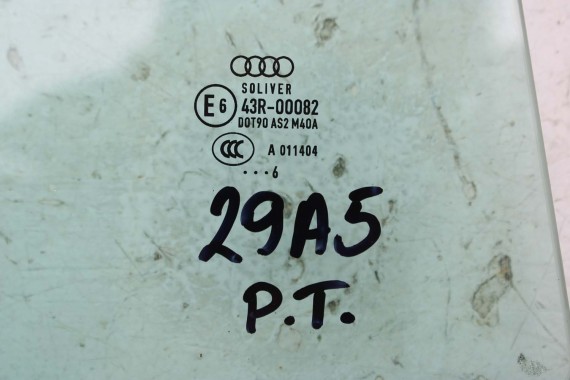 SOLIVER
E6 43R-00082
DOT90 AS2 M40A
CCC A 011404
...6
29A5
P.T.